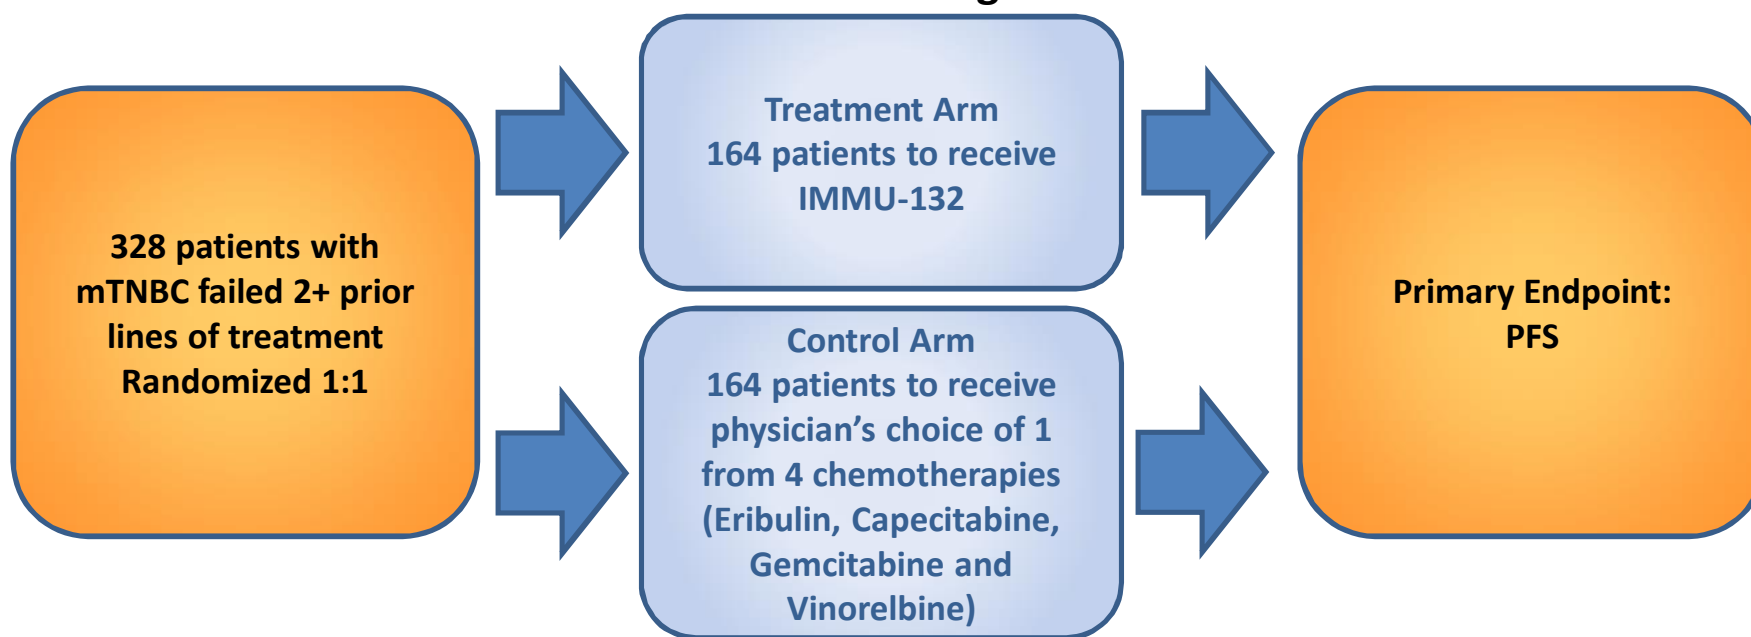 328 patients with
mTNBC failed 2+ prior
lines of treatment
Randomized 1:1
Treatment Arm
164 patients to receive
IMMU-132
Control Arm
164 patients to receive
physician’s choice of 1
from 4 chemotherapies
(Eribulin, Capecitabine,
Gemcitabine and
Vinorelbine)
Primary Endpoint:
PFS